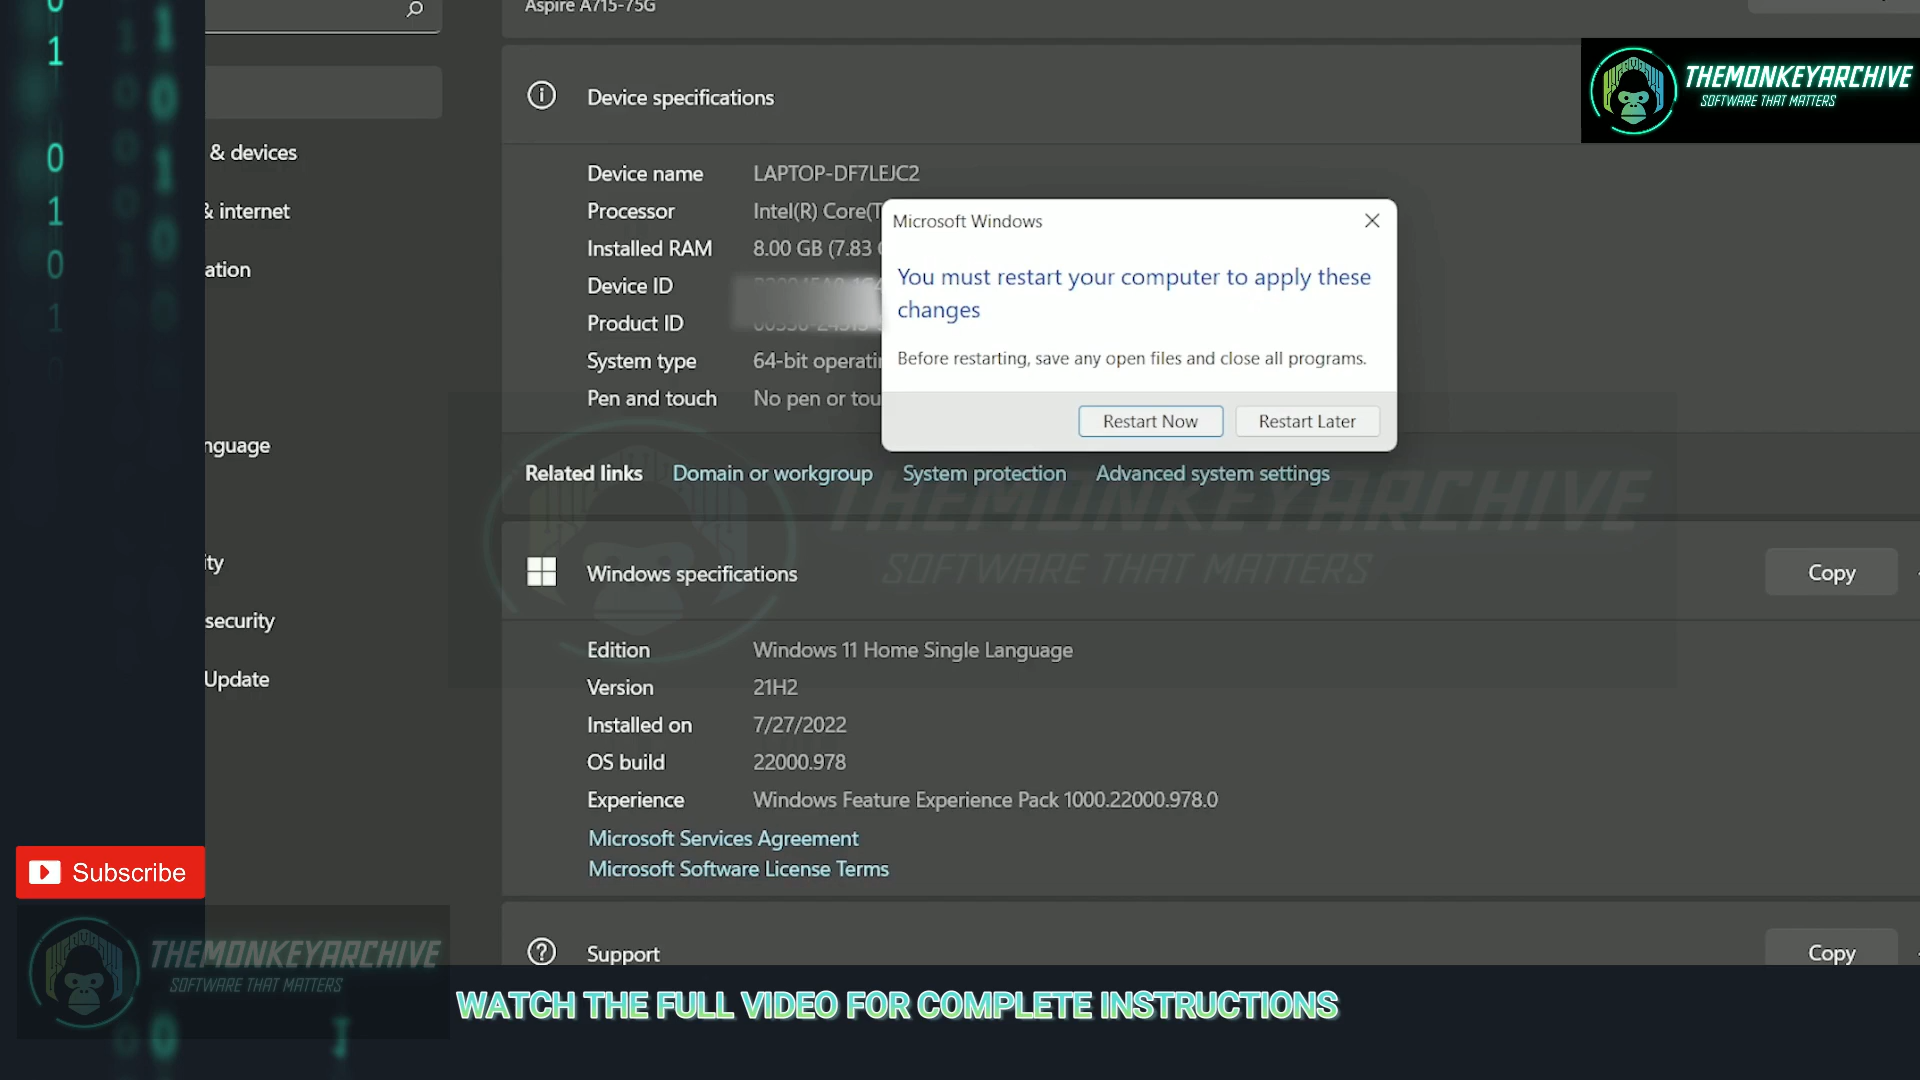 Aspire A715-75G
THEMONKEYARCHIVE
SOFTWARE THAT MATTERS
Device specifications
& devices
& internet
ation
nguage
ity
security
Update
Device name LAPTOP-DF7LEJC2
Processor Intel(R) Core(T
Installed RAM 8.00 GB (7.83
Device ID
Product ID
System type 64-bit operatin
Pen and touch No pen or tou
Microsoft Windows
You must restart your computer to apply these
changes
Before restarting, save any open files and close all programs.
Restart Now Restart Later
Related links Domain or workgroup System protection Advanced system settings
THEMONKEYARCHIVE
SOFTWARE THAT MATTERS
Windows specifications Copy
Edition Windows 11 Home Single Language
Version 21H2
Installed on 7/27/2022
OS build 22000.978
Experience Windows Feature Experience Pack 1000.22000.978.0
Microsoft Services Agreement
Microsoft Software License Terms
Support Copy
Subscribe
THEMONKEYARCHIVE
SOFTWARE THAT MATTERS
WATCH THE FULL VIDEO FOR COMPLETE INSTRUCTIONS